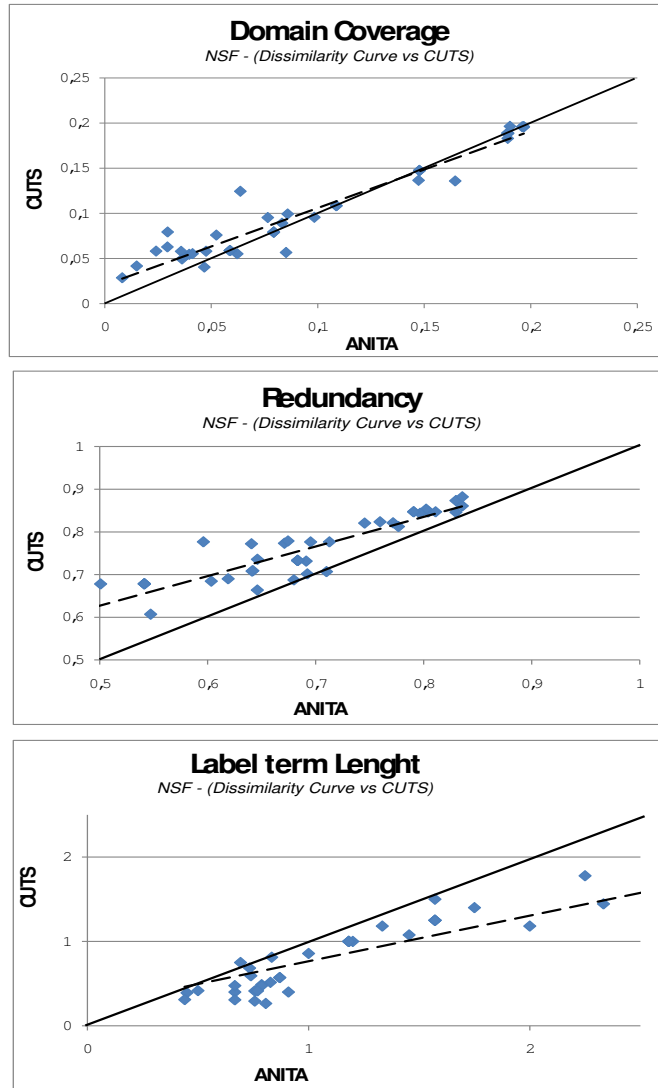 Domain Coverage
NSF - (Dissimilarity Curve vs CUTS)
0,25
0,2
0,15
0,1
0,05
0
CUTS
0 0,05 0,1 0,15 0,2 0,25
ANITA
Redundancy
NSF - (Dissimilarity Curve vs CUTS)
1
0,9
0,8
0,7
0,6
0,5
CUTS
0,5 0,6 0,7 0,8 0,9 1
ANITA
Label term Lenght
NSF - (Dissimilarity Curve vs CUTS)
2
1
0
CUTS
0 1 2
ANITA